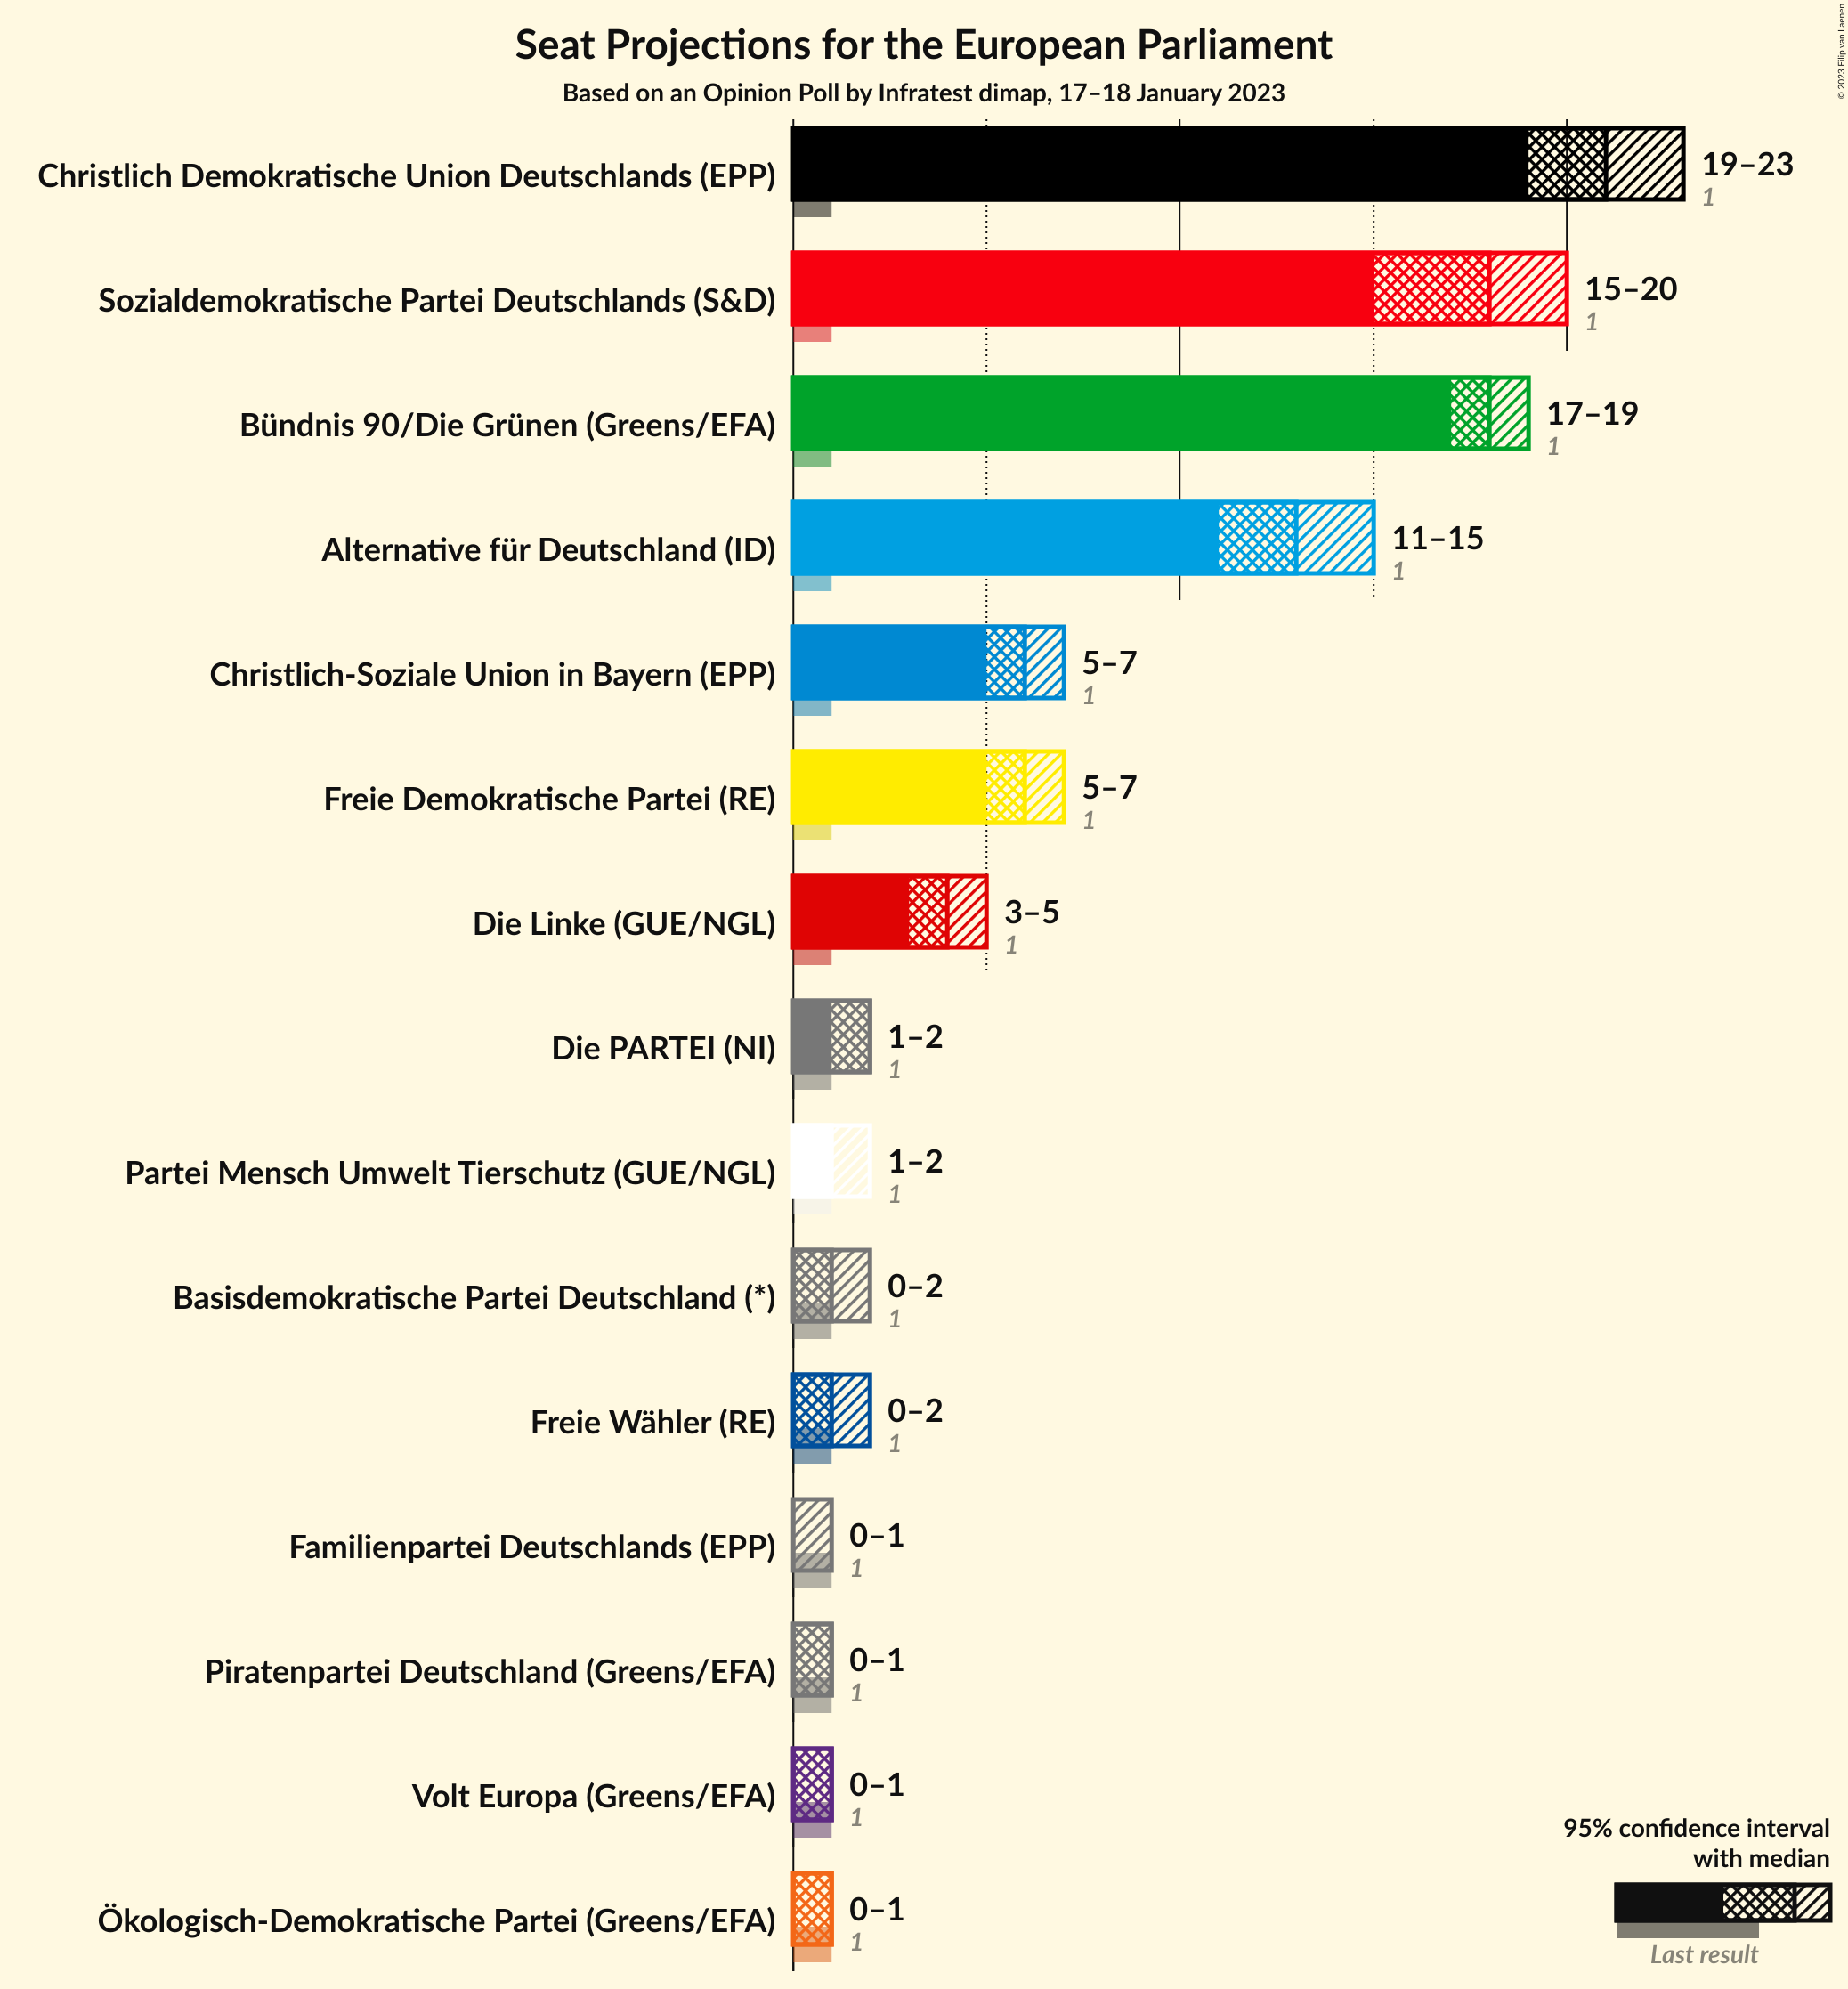 Seat Projections for the European Parliament
Based on an Opinion Poll by Infratest dimap, 17–18 January 2023
© 2023 Filip van Laenen
Christlich Demokratische Union Deutschlands (EPP)
19–23
1
Sozialdemokratische Partei Deutschlands (S&D)
15–20
1
Bündnis 90/Die Grünen (Greens/EFA)
17–19
1
Alternative für Deutschland (ID)
11–15
1
Christlich-Soziale Union in Bayern (EPP)
5–7
1
Freie Demokratische Partei (RE)
5–7
1
Die Linke (GUE/NGL)
3–5
1
Die PARTEI (NI)
1–2
1
Partei Mensch Umwelt Tierschutz (GUE/NGL)
1–2
1
Basisdemokratische Partei Deutschland (*)
0–2
1
Freie Wähler (RE)
0–2
1
Familienpartei Deutschlands (EPP)
0–1
1
Piratenpartei Deutschland (Greens/EFA)
0–1
1
Volt Europa (Greens/EFA)
0–1
1
Ökologisch-Demokratische Partei (Greens/EFA)
0–1
1
95% confidence interval
with median
Last result